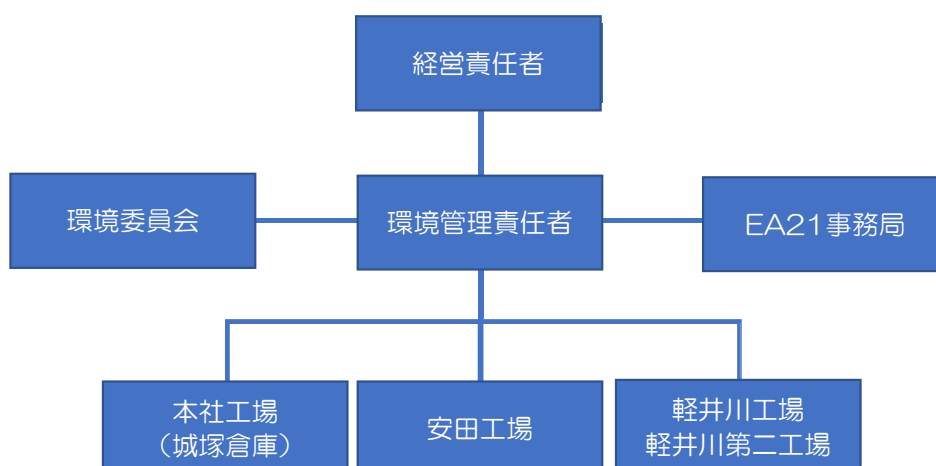 経営責任者
環境委員会
環境管理責任者
EA21事務局
本社工場
（城塚倉庫）
安田工場
軽井川工場
軽井川第二工場